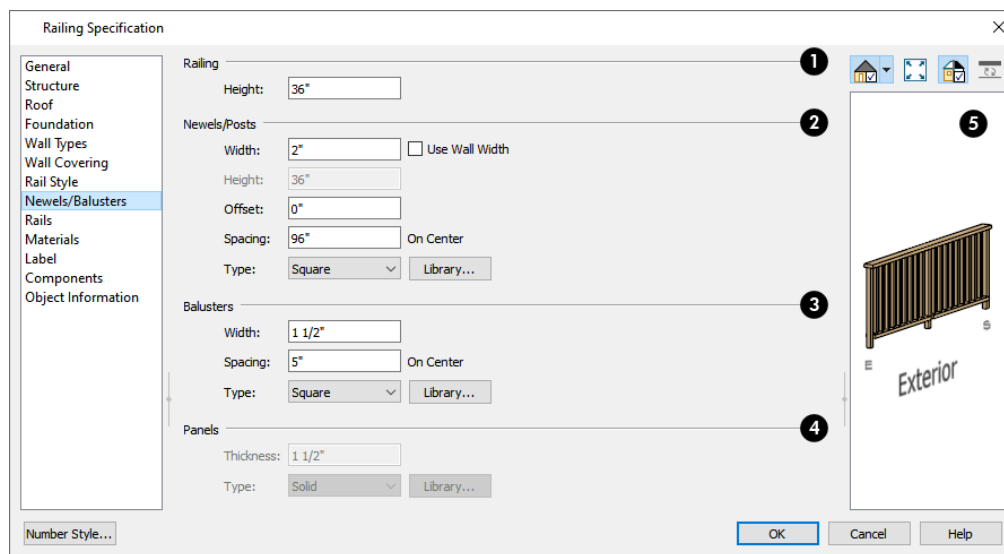 Railing Specification
General
Structure
Roof
Foundation
Wall Types
Wall Covering
Rail Style
Newels/Balusters
Rails
Materials
Label
Components
Object Information
Railing 1
Height: 36"
Newels/Posts 2
Width: 2" Use Wall Width
Height: 36"
Offset: 0"
Spacing: 96" On Center
Type: Square Library...
Balusters 3
Width: 1 1/2"
Spacing: 5" On Center
Type: Square Library...
Panels 4
Thickness: 1 1/2"
Type: Solid Library...
5
S
E
Exterior
Number Style... OK Cancel Help